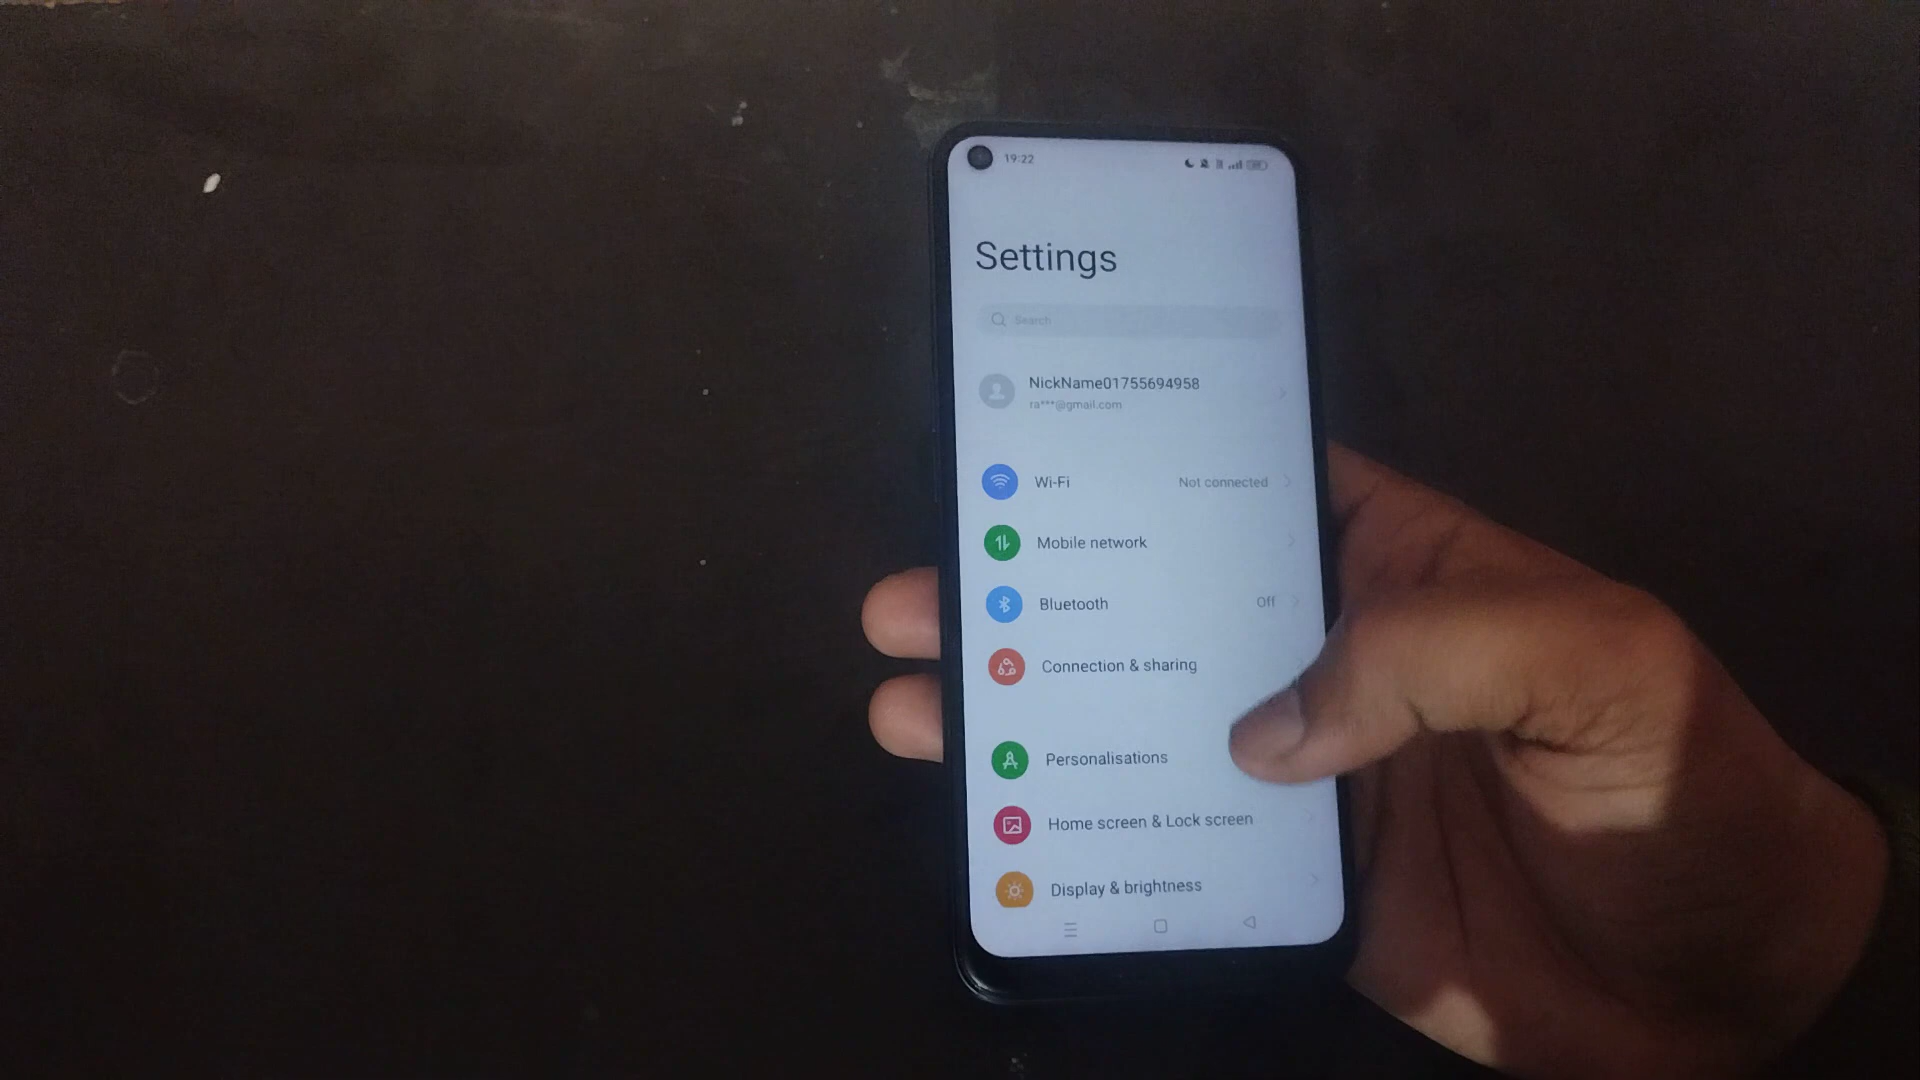 19:22
Settings
Search
NickName01755694958
ra***@gmail.com
Wi-Fi Not connected
Mobile network
Bluetooth Off
Connection & sharing
Personalisations
Home screen & Lock screen
Display & brightness